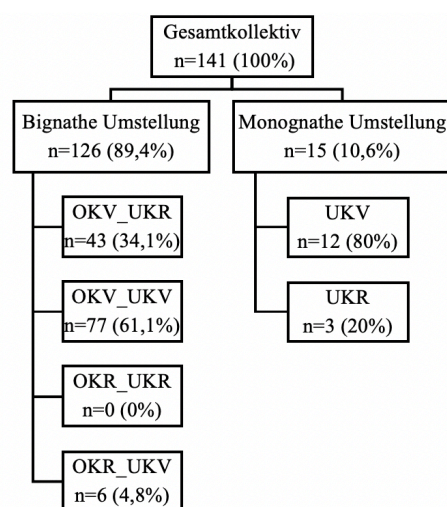 Gesamtkollektiv
n=141 (100%)
Bignathe Umstellung
n=126 (89,4%)
Monognathe Umstellung
n=15 (10,6%)
OKV_UKR
n=43 (34,1%)
OKV_UKV
n=77 (61,1%)
OKR_UKR
n=0 (0%)
OKR_UKV
n=6 (4,8%)
UKV
n=12 (80%)
UKR
n=3 (20%)